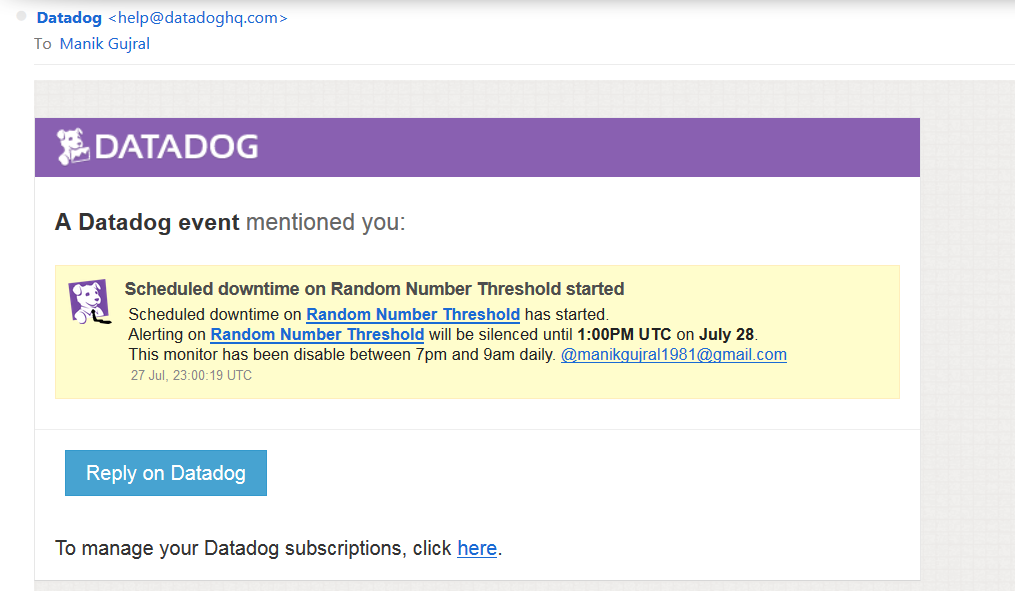 Datadog <help@datadoghq.com>
To Manik Gujral
DATADOG
A Datadog event mentioned you:
Scheduled downtime on Random Number Threshold started
Scheduled downtime on Random Number Threshold has started.
Alerting on Random Number Threshold will be silenced until 1:00PM UTC on July 28.
This monitor has been disable between 7pm and 9am daily. @manikgujral1981@gmail.com
27 Jul, 23:00:19 UTC
Reply on Datadog
To manage your Datadog subscriptions, click here.